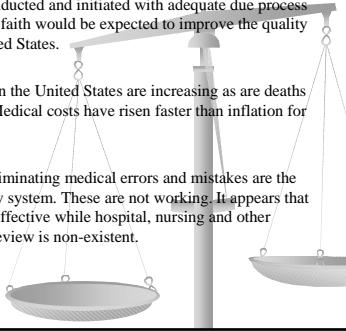 ducted and initiated with adequate due process
faith would be expected to improve the quality
ed States.
n the United States are increasing as are deaths
Medical costs have risen faster than inflation for
iminating medical errors and mistakes are the
y system. These are not working. It appears that
ffective while hospital, nursing and other
eview is non-existent.